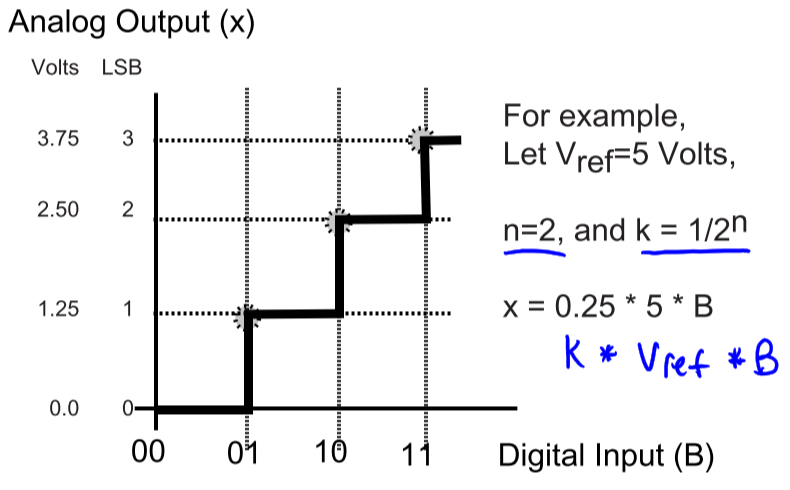 Analog Output (x)
Volts LSB
3.75 3
2.50 2
1.25 1
0.0 0
00 01 10 11 Digital Input (B)
For example,
Let Vref=5 Volts,
n=2, and k = 1/2n
x = 0.25 * 5 * B
K * Vref * B